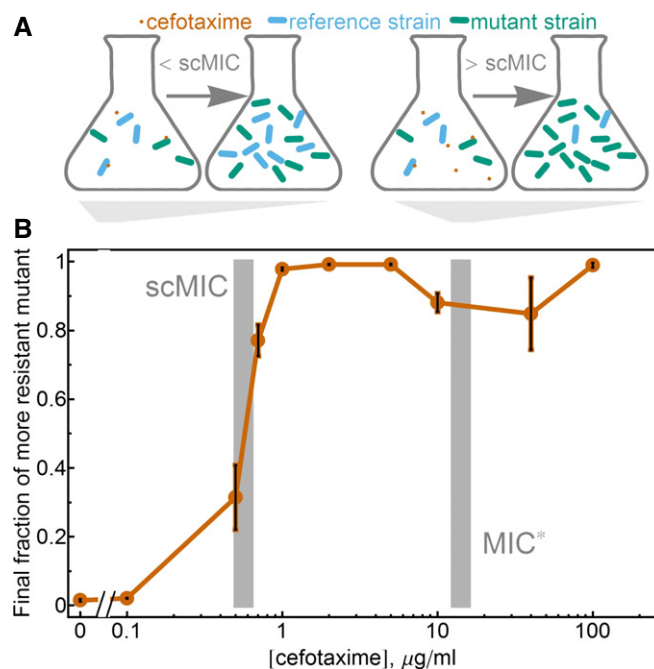 A
cefotaxime reference strain mutant strain
< scMIC > scMIC
B
Final fraction of more resistant mutant
1
0.8
0.6
0.4
0.2
0
scMIC
MIC*
0 0.1 1 10 100
[cefotaxime], μg/ml